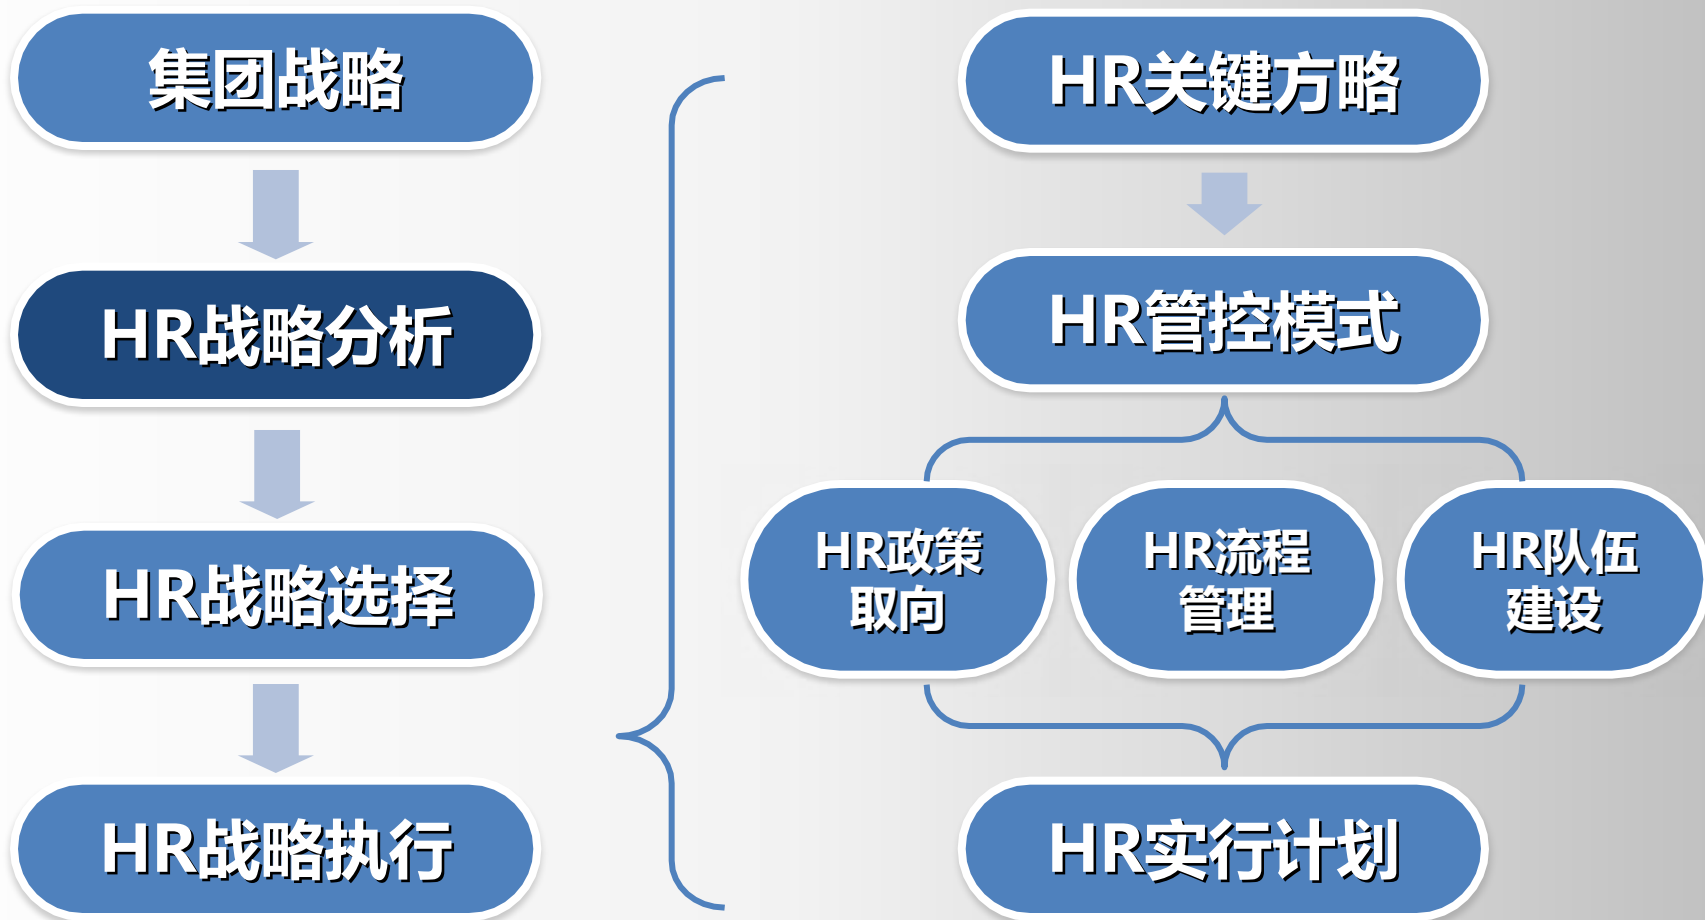 集团战略
HR战略分析
HR战略选择
HR战略执行
HR关键方略
HR管控模式
HR政策
取向
HR流程
管理
HR队伍
建设
HR实行计划